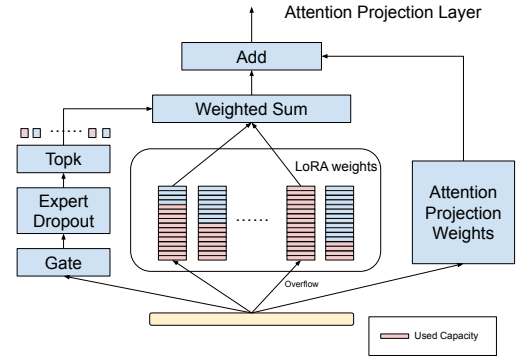 Attention Projection Layer
Add
Weighted Sum
......
Topk
LoRA weights
Expert
Dropout
......
Attention
Projection
Weights
Gate
Overflow
Used Capacity